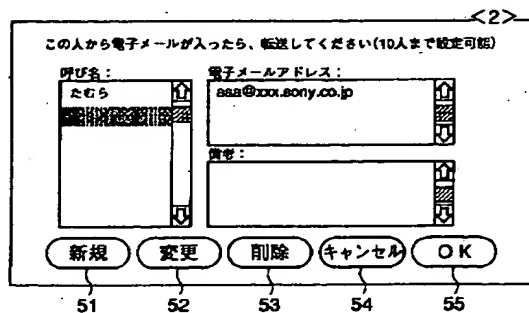 <2>
この人から電子メールが入ったら、転送してください(10人まで設定可能)
呼び名: 電子メールアドレス:
たむら aaa@xxx.sony.co.jp
備考:
新規 変更 削除 キャンセル OK
51 52 53 54 55